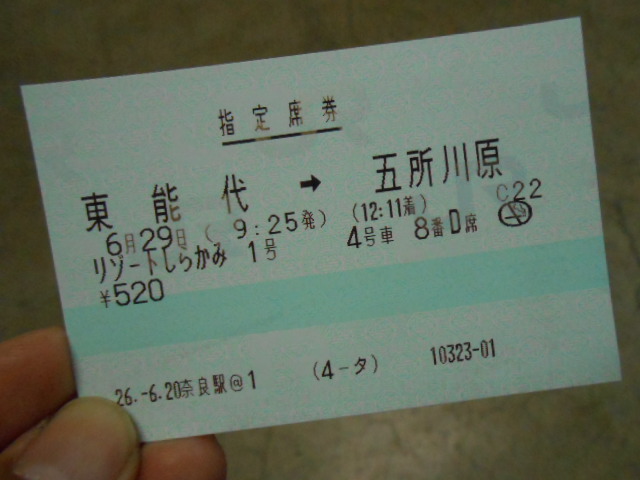 指定席券
東能代 → 五所川原
6月29日 ( 9:25発) (12:11着) C22
リゾートしらかみ 1号 4号車 8番D席
¥520
26.-6.20奈良駅@1 (4-タ) 10323-01